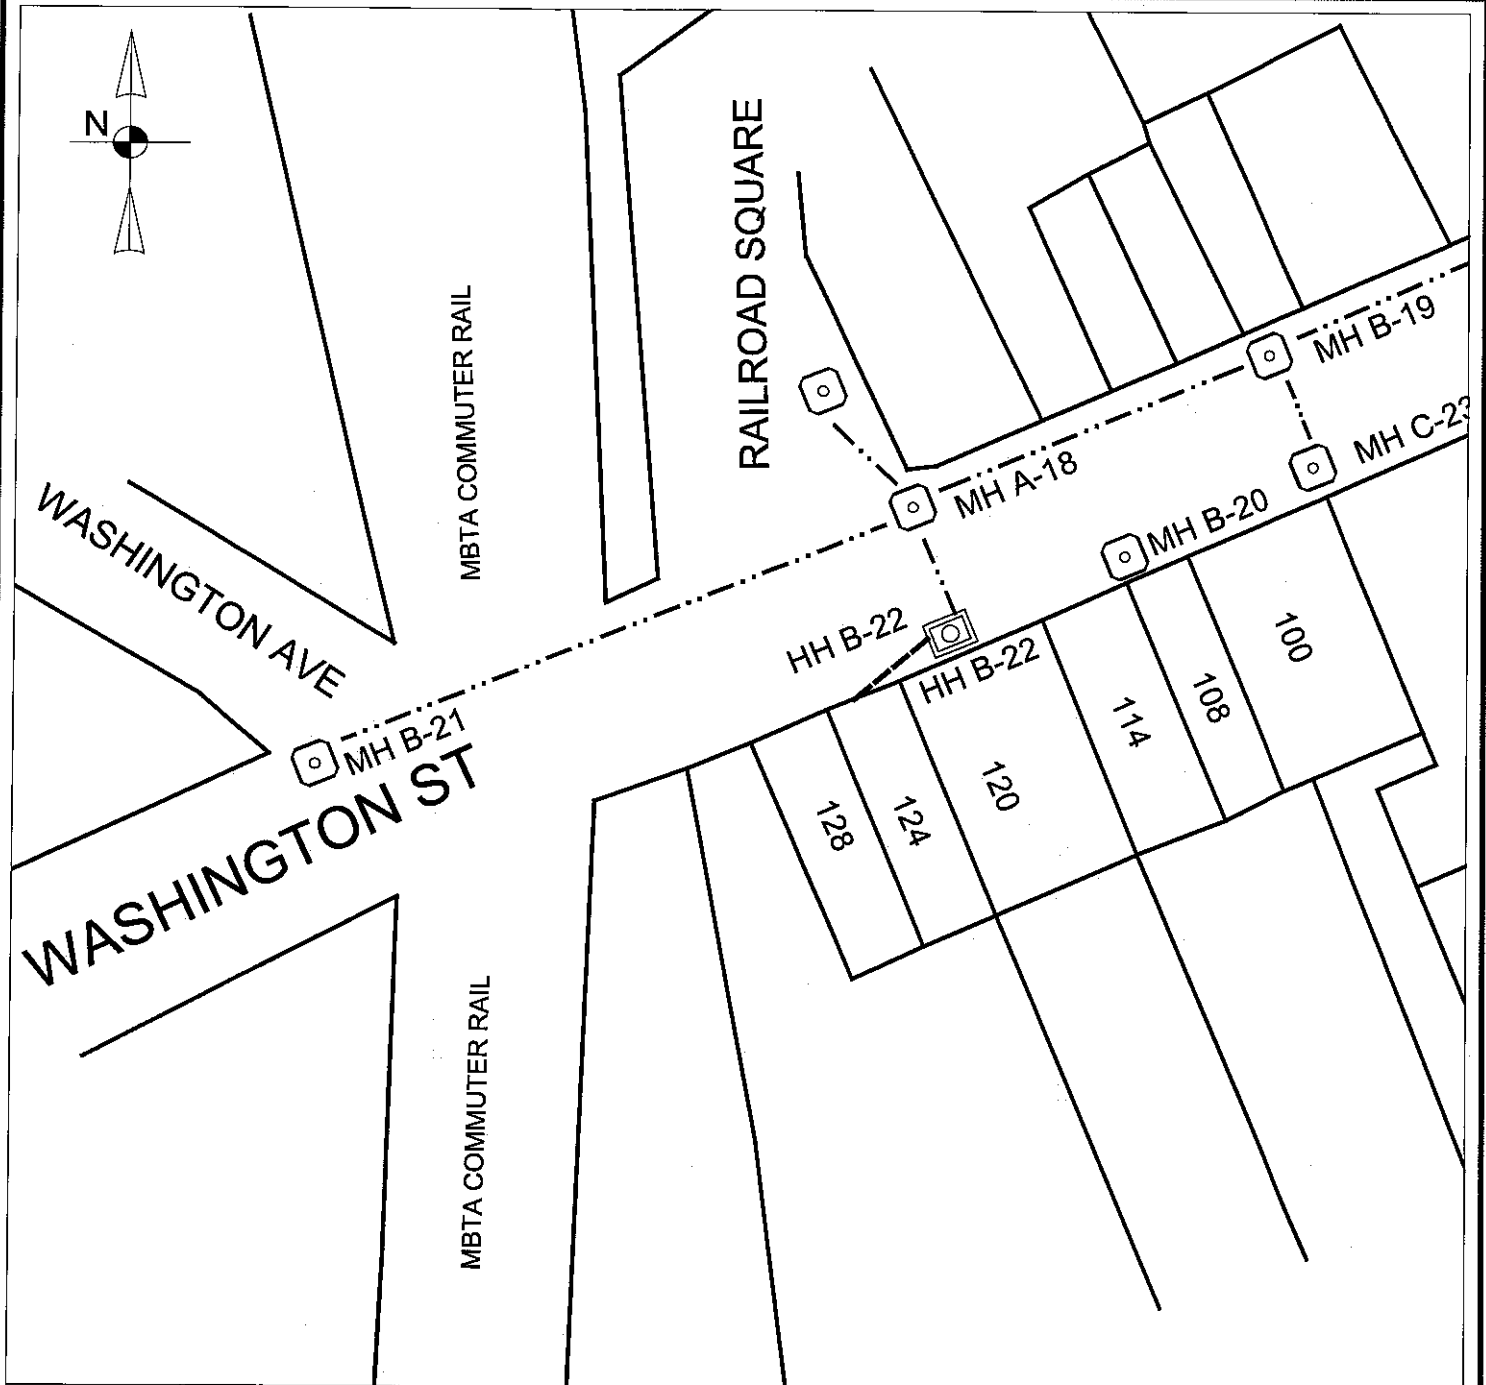 N
RAILROAD SQUARE
MBTA COMMUTER RAIL
MH B-19
MH C-23
MH A-18
MH B-20
WASHINGTON AVE
HH B-22
HH B-22
MH B-21
WASHINGTON ST
100
108
114
120
124
128
MBTA COMMUTER RAIL